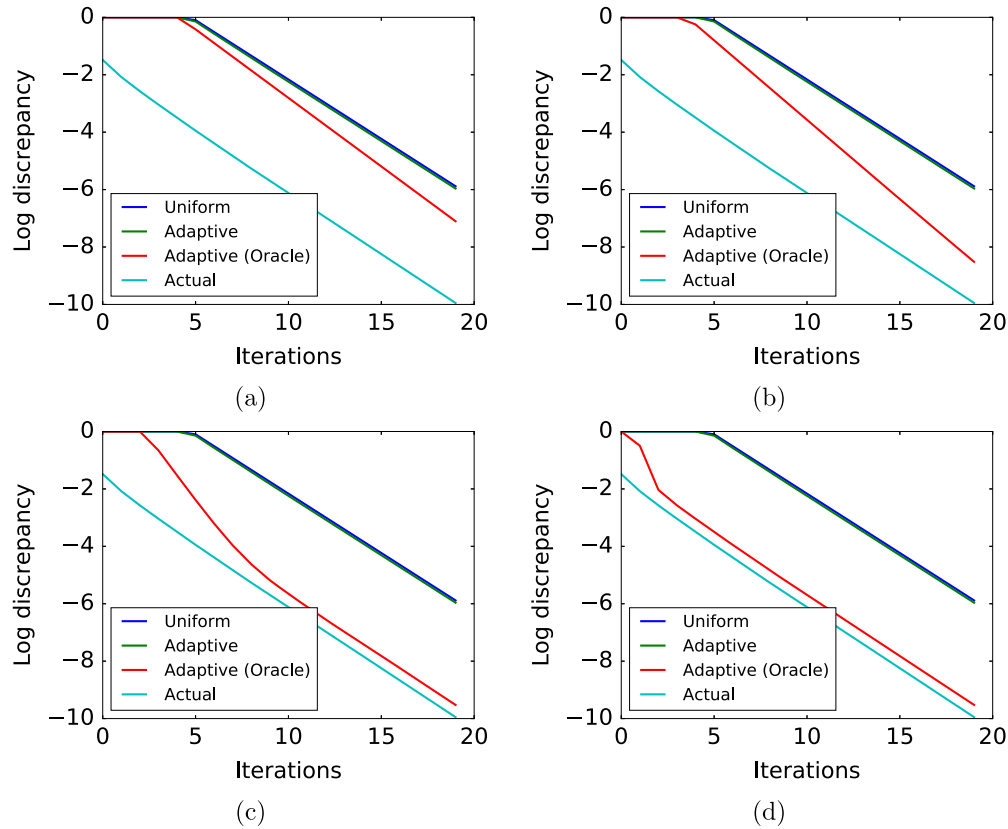 0
−2
−4
−6
−8
−10
Log discrepancy
Uniform
Adaptive
Adaptive (Oracle)
Actual
0 5 10 15 20
Iterations
(a)
0
−2
−4
−6
−8
−10
Log discrepancy
Uniform
Adaptive
Adaptive (Oracle)
Actual
0 5 10 15 20
Iterations
(b)
0
−2
−4
−6
−8
−10
Log discrepancy
Uniform
Adaptive
Adaptive (Oracle)
Actual
0 5 10 15 20
Iterations
(c)
0
−2
−4
−6
−8
−10
Log discrepancy
Uniform
Adaptive
Adaptive (Oracle)
Actual
0 5 10 15 20
Iterations
(d)